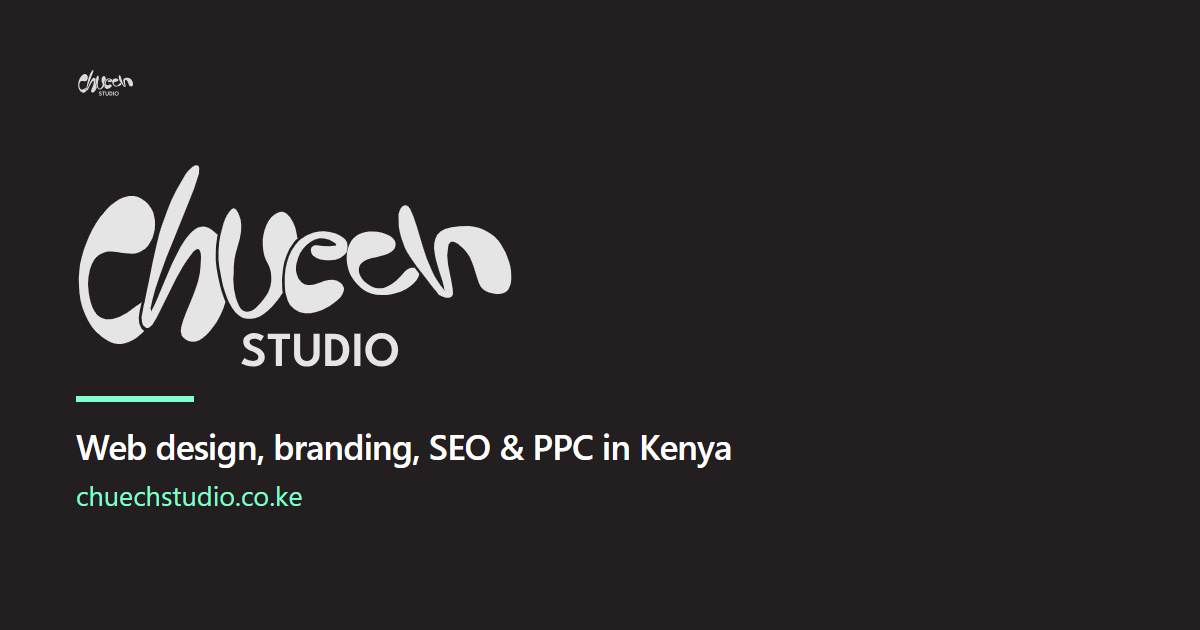 Chuech
STUDIO
Chuech
STUDIO
Web design, branding, SEO & PPC in Kenya
chuechstudio.co.ke